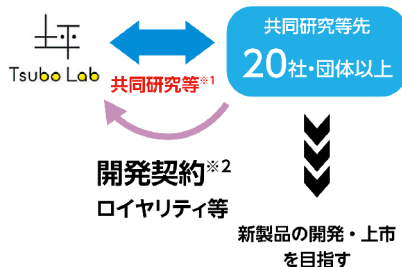 坪
Tsubo Lab
共同研究等※1
共同研究等先
20社・団体以上
開発契約※2
ロイヤリティ等
新製品の開発・上市
を目指す